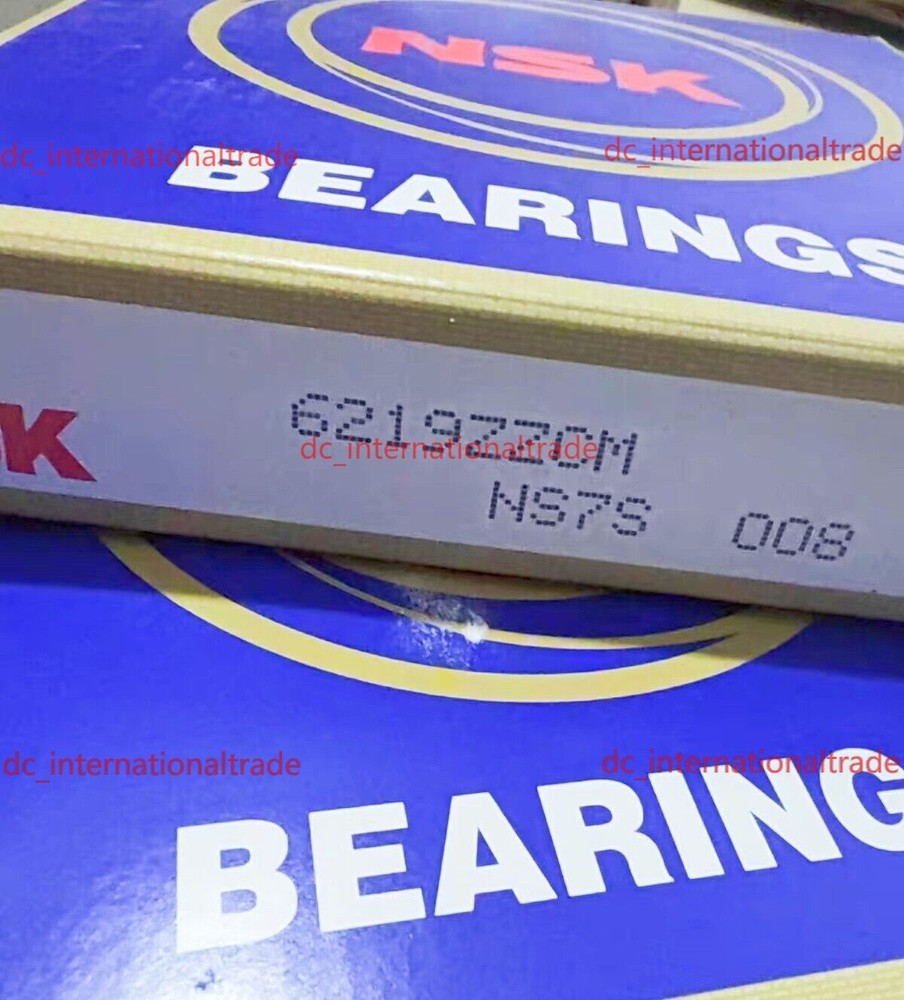 NSK
dc_internationaltrade
dc_internationaltrade
BEARINGS
SK
6219ZZCM
dc_internationaltrade
NS7S 008
dc_internationaltrade
dc_internationaltrade
BEARING